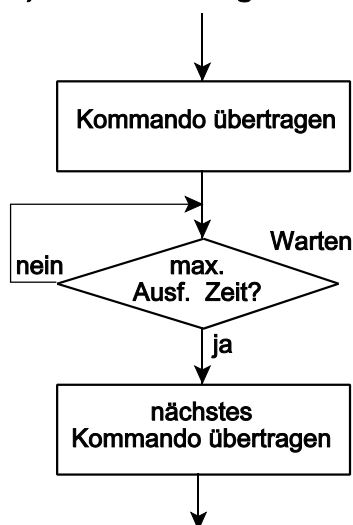 Kommando übertragen
Warten
nein
max.
Ausf. Zeit?
ja
nächstes
Kommando übertragen